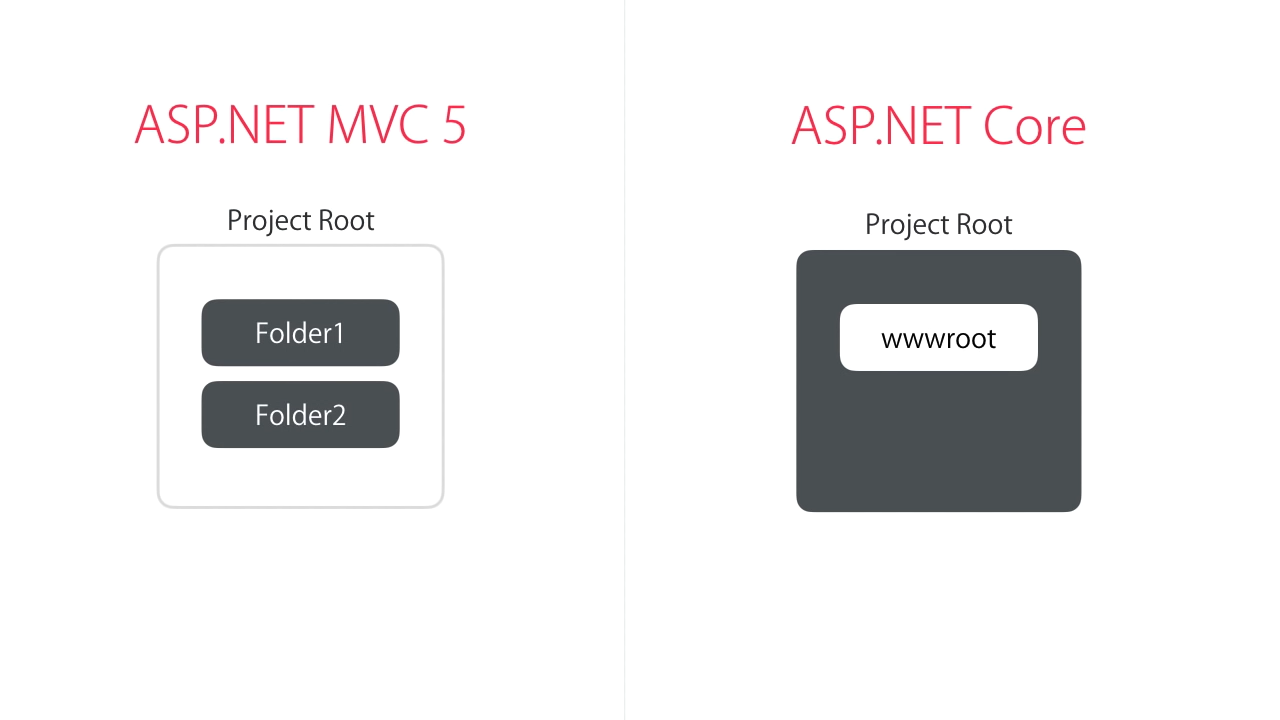 ASP.NET MVC 5
Project Root
Folder1
Folder2
ASP.NET Core
Project Root
wwwroot